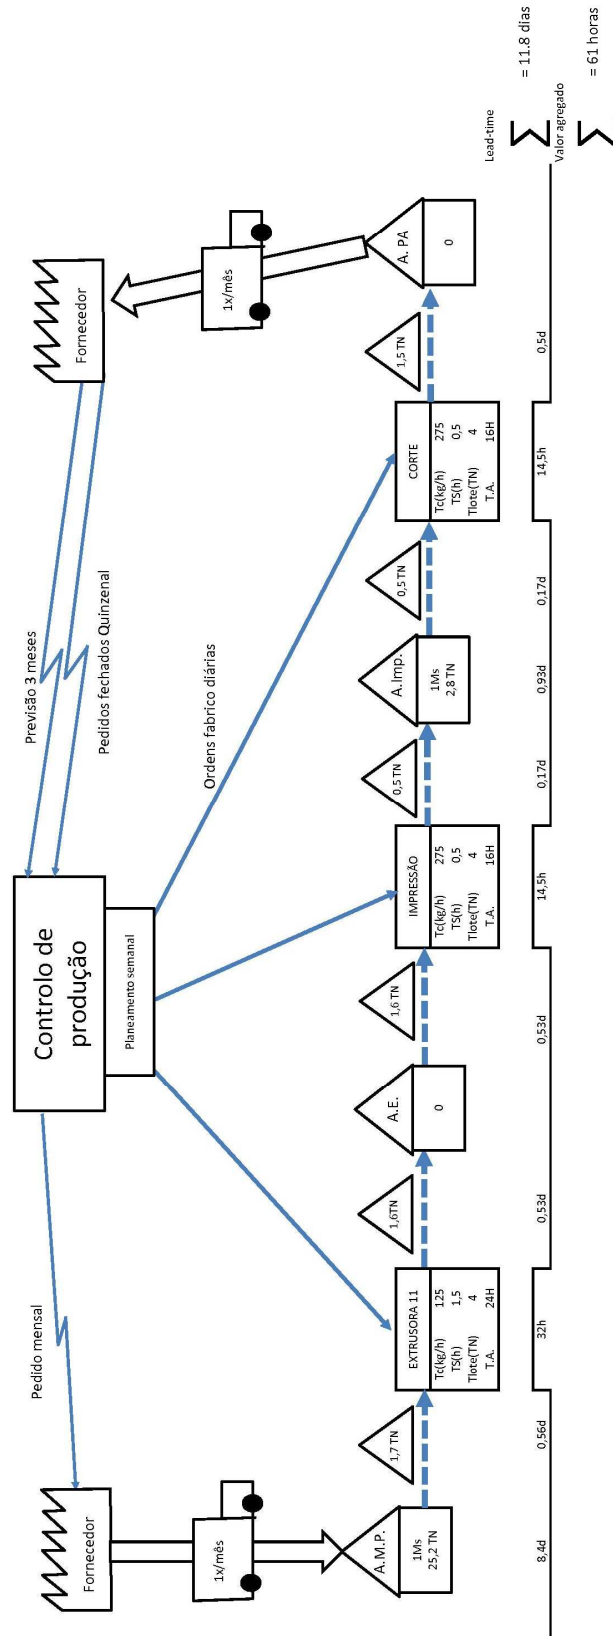 Fornecedor
Pedido mensal
Controlo de
produção
Planeamento semanal
Previsão 3 meses
Pedidos fechados Quinzenal
Fornecedor
1x/mês
1x/mês
Ordens fabrico diárias
A.M.P.
1Ms
25,2 TN
1,7 TN
EXTRUSORA 11
Tc(kg/h) 125
TS(h) 1,5
Tlote(TN) 4
T.A. 24H
1,6TN
A.E.
0
1,6 TN
IMPRESSÃO
Tc(kg/h) 275
TS(h) 0,5
Tlote(TN) 4
T.A. 16H
0,5 TN
A.Imp.
1Ms
2,8 TN
0,5 TN
CORTE
Tc(kg/h) 275
TS(h) 0,5
Tlote(TN) 4
T.A. 16H
1,5 TN
A. PA
0
8,4d
0,56d
32h
0,53d
0,53d
14,5h
0,17d
0,93d
0,17d
14,5h
0,5d
Lead-time
∑ = 11.8 dias
Valor agregado
∑ = 61 horas